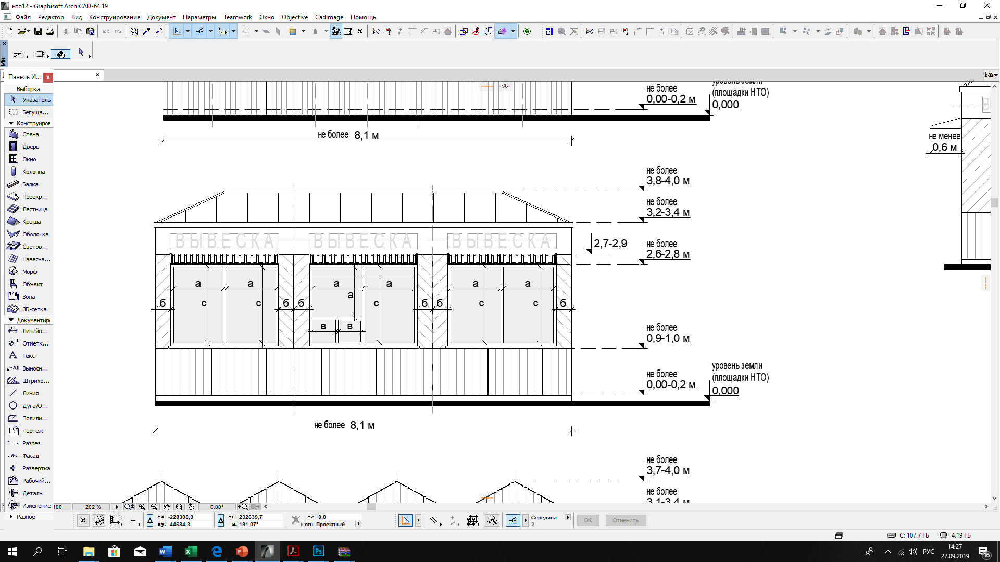 нто12 - Graphisoft ArchiCAD-64 19
Файл Редактор Вид Конструирование Документ Параметры Teamwork Окно Objective Cadimage Помощь
Ин
Панель И...
Выборка
Указатель
Бегуща...
Конструиров
Стена
Дверь
Окно
Колонна
Балка
Перекр...
Лестница
Крыша
Оболочка
Светов...
Навесна...
Морф
Объект
Зона
3D-сетка
Документир
Линейн...
Отметк...
Текст
Выносн...
Штрихо...
Линия
Дуга/О...
Полили...
Чертеж
Разрез
Фасад
Развертка
Рабочий...
Деталь
Изменение
Разное
не более
0,00-0,2 м
уровень земли
(площадки НТО)
0,000
не более 8,1 м
В
не менее
0,6 м
не более
3,8-4,0 м
не более
3,2-3,4 м
ВЫВЕСКА ВЫВЕСКА ВЫВЕСКА
2,7-2,9
не более
2,6-2,8 м
а а а а а а
а
с с с с с
б б б б б б
в в
не более
0,9-1,0 м
не более
0,00-0,2 м
уровень земли
(площадки НТО)
0,000
не более 8,1 м
не более
3,7-4,0 м
не более
3,1-3,4 м
100 202 % 0,00°
Δx: -228308,0
Δy: -44684,3
Δr: 232639,7
a: 191,07°
Δz: 0,0
отн. Проектный
Середина
2
ОК Отменить
C: 107.7 ГБ 4.19 ГБ
РУС
14:27
27.09.2019
16